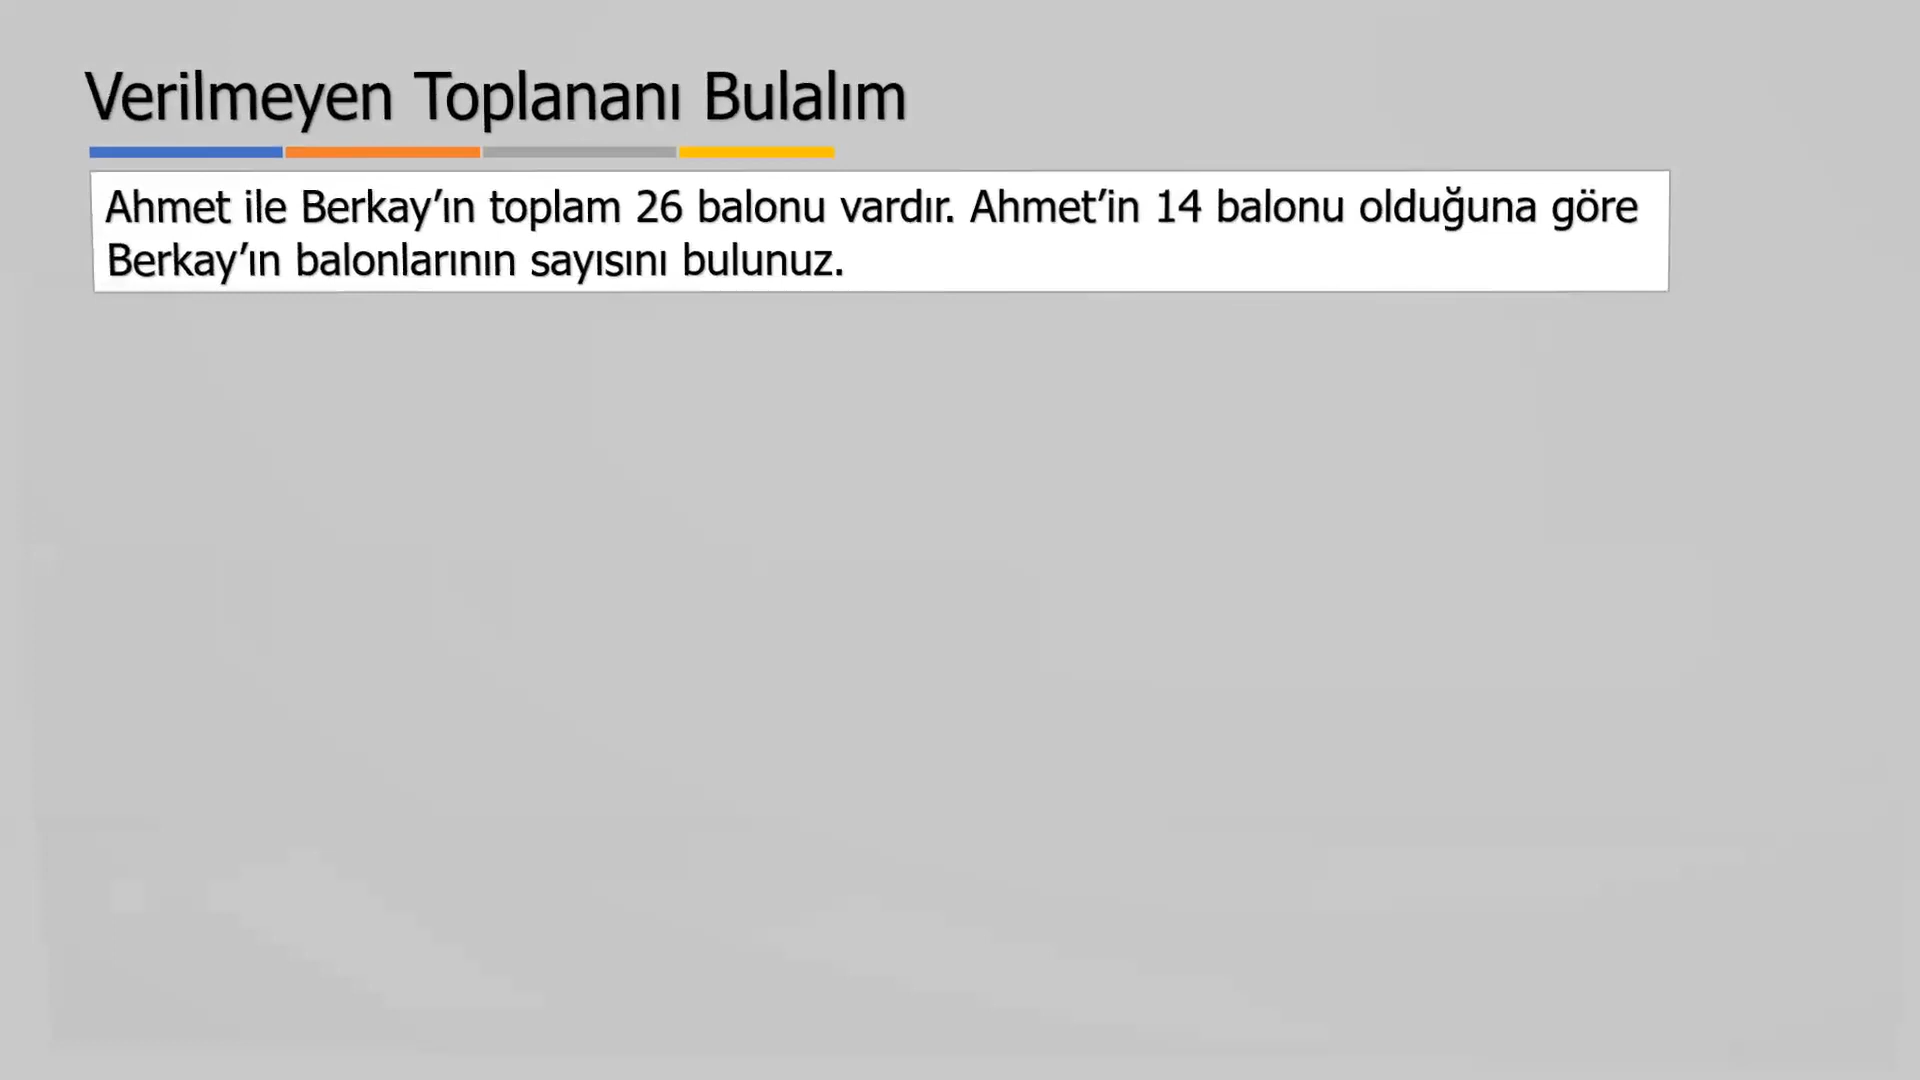 Verilmeyen Toplananı Bulalım
Ahmet ile Berkay’ın toplam 26 balonu vardır. Ahmet’in 14 balonu olduğuna göre
Berkay’ın balonlarının sayısını bulunuz.